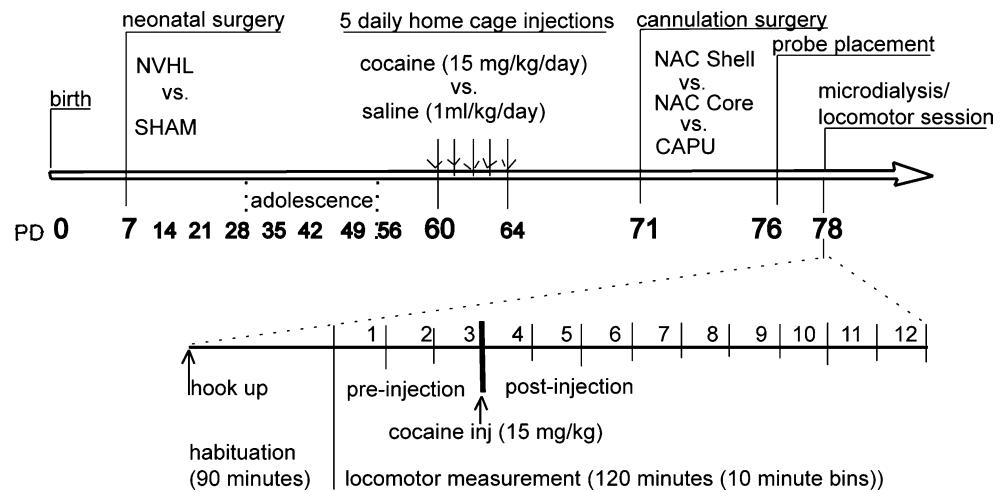 neonatal surgery
5 daily home cage injections
cannulation surgery
NVHL
vs.
SHAM
cocaine (15 mg/kg/day)
vs.
saline (1ml/kg/day)
NAC Shell
vs.
NAC Core
vs.
CAPU
probe placement
birth
microdialysis/
locomotor session
adolescence
PD 0 7 14 21 28 35 42 49 56 60 64 71 76 78
1 2 3 4 5 6 7 8 9 10 11 12
hook up
pre-injection
post-injection
cocaine inj (15 mg/kg)
habituation
(90 minutes)
locomotor measurement (120 minutes (10 minute bins))